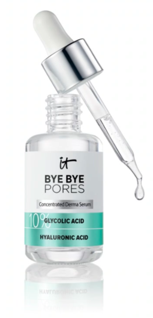 it
BYE BYE
PORES
Concentrated Derma Serum
10%
GLYCOLIC ACID
HYALURONIC ACID